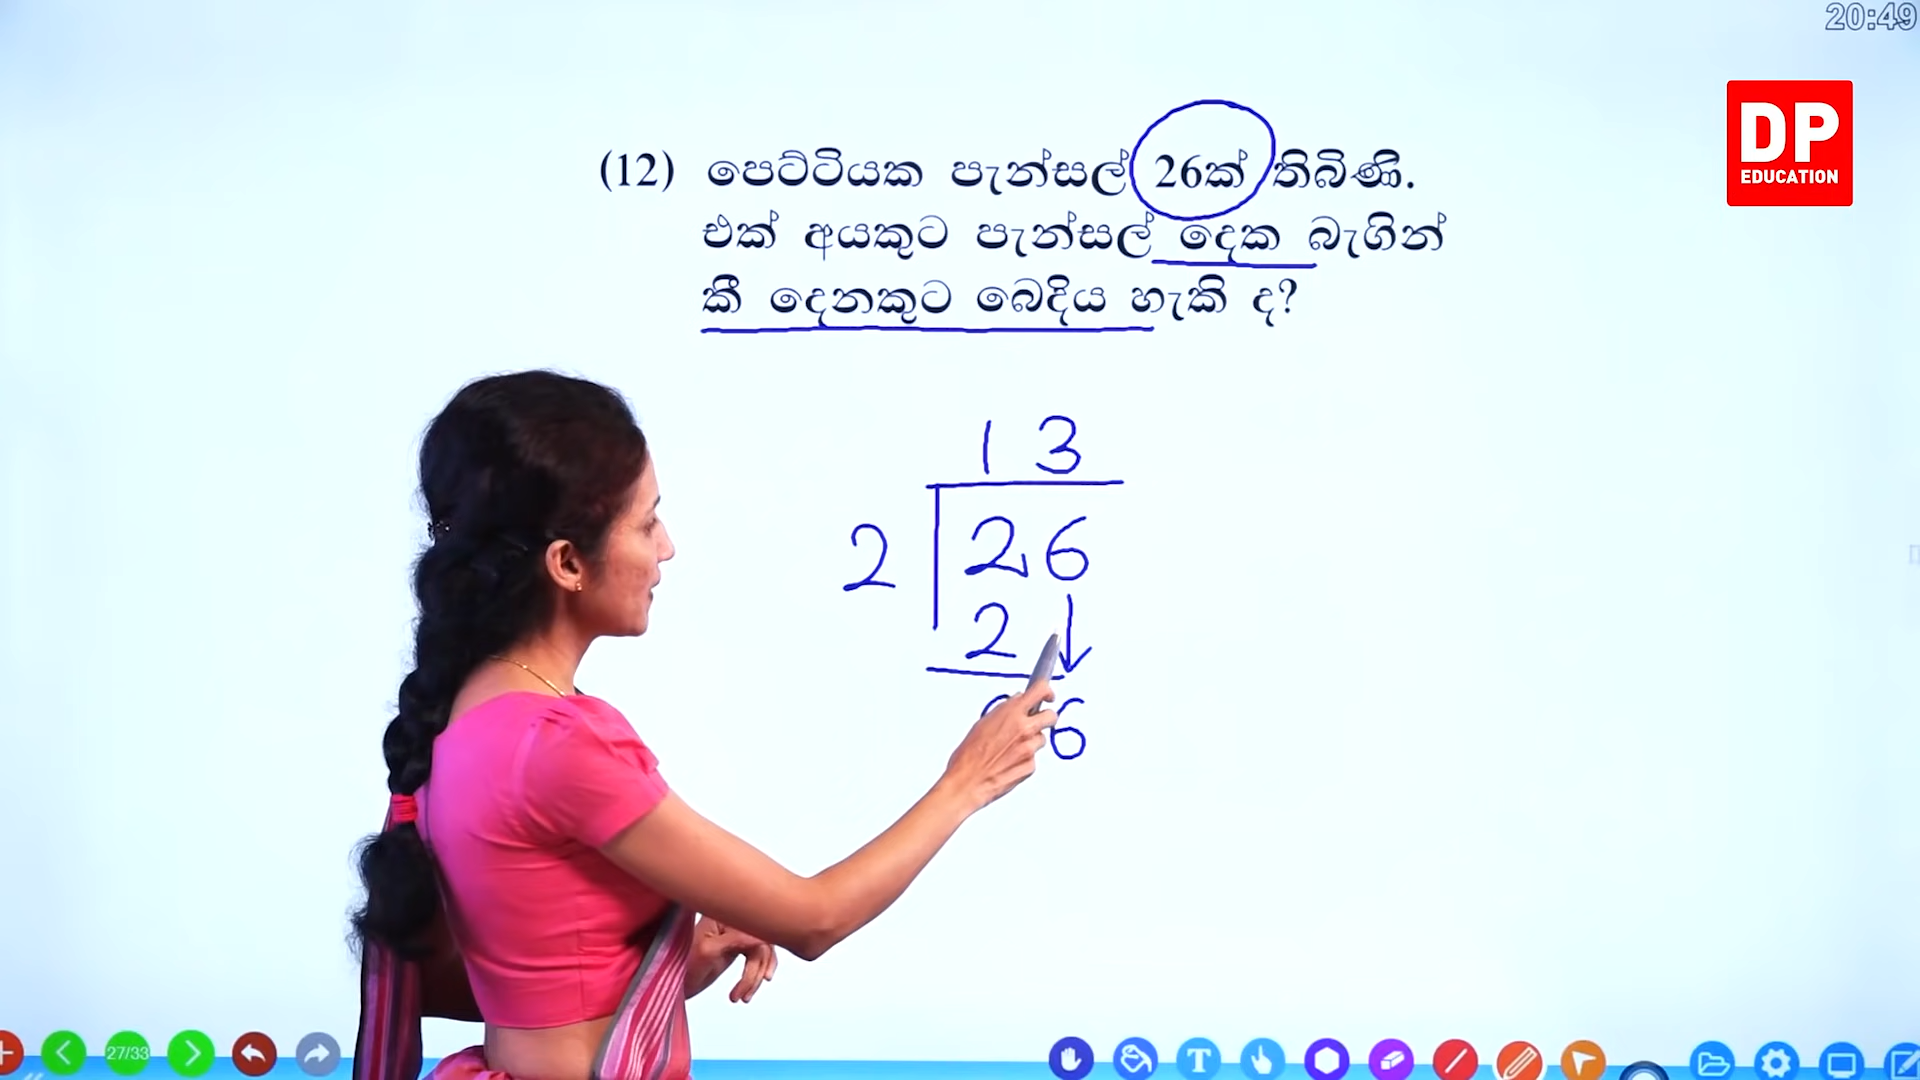 20:49
DP
EDUCATION
(12) පෙට්ටියක පැන්සල් 26ක් තිබිණි.
එක් අයකුට පැන්සල් දෙක බැගින්
කී දෙනකුට බෙදිය හැකි ද?
13
2 26
2
6
27/33
T